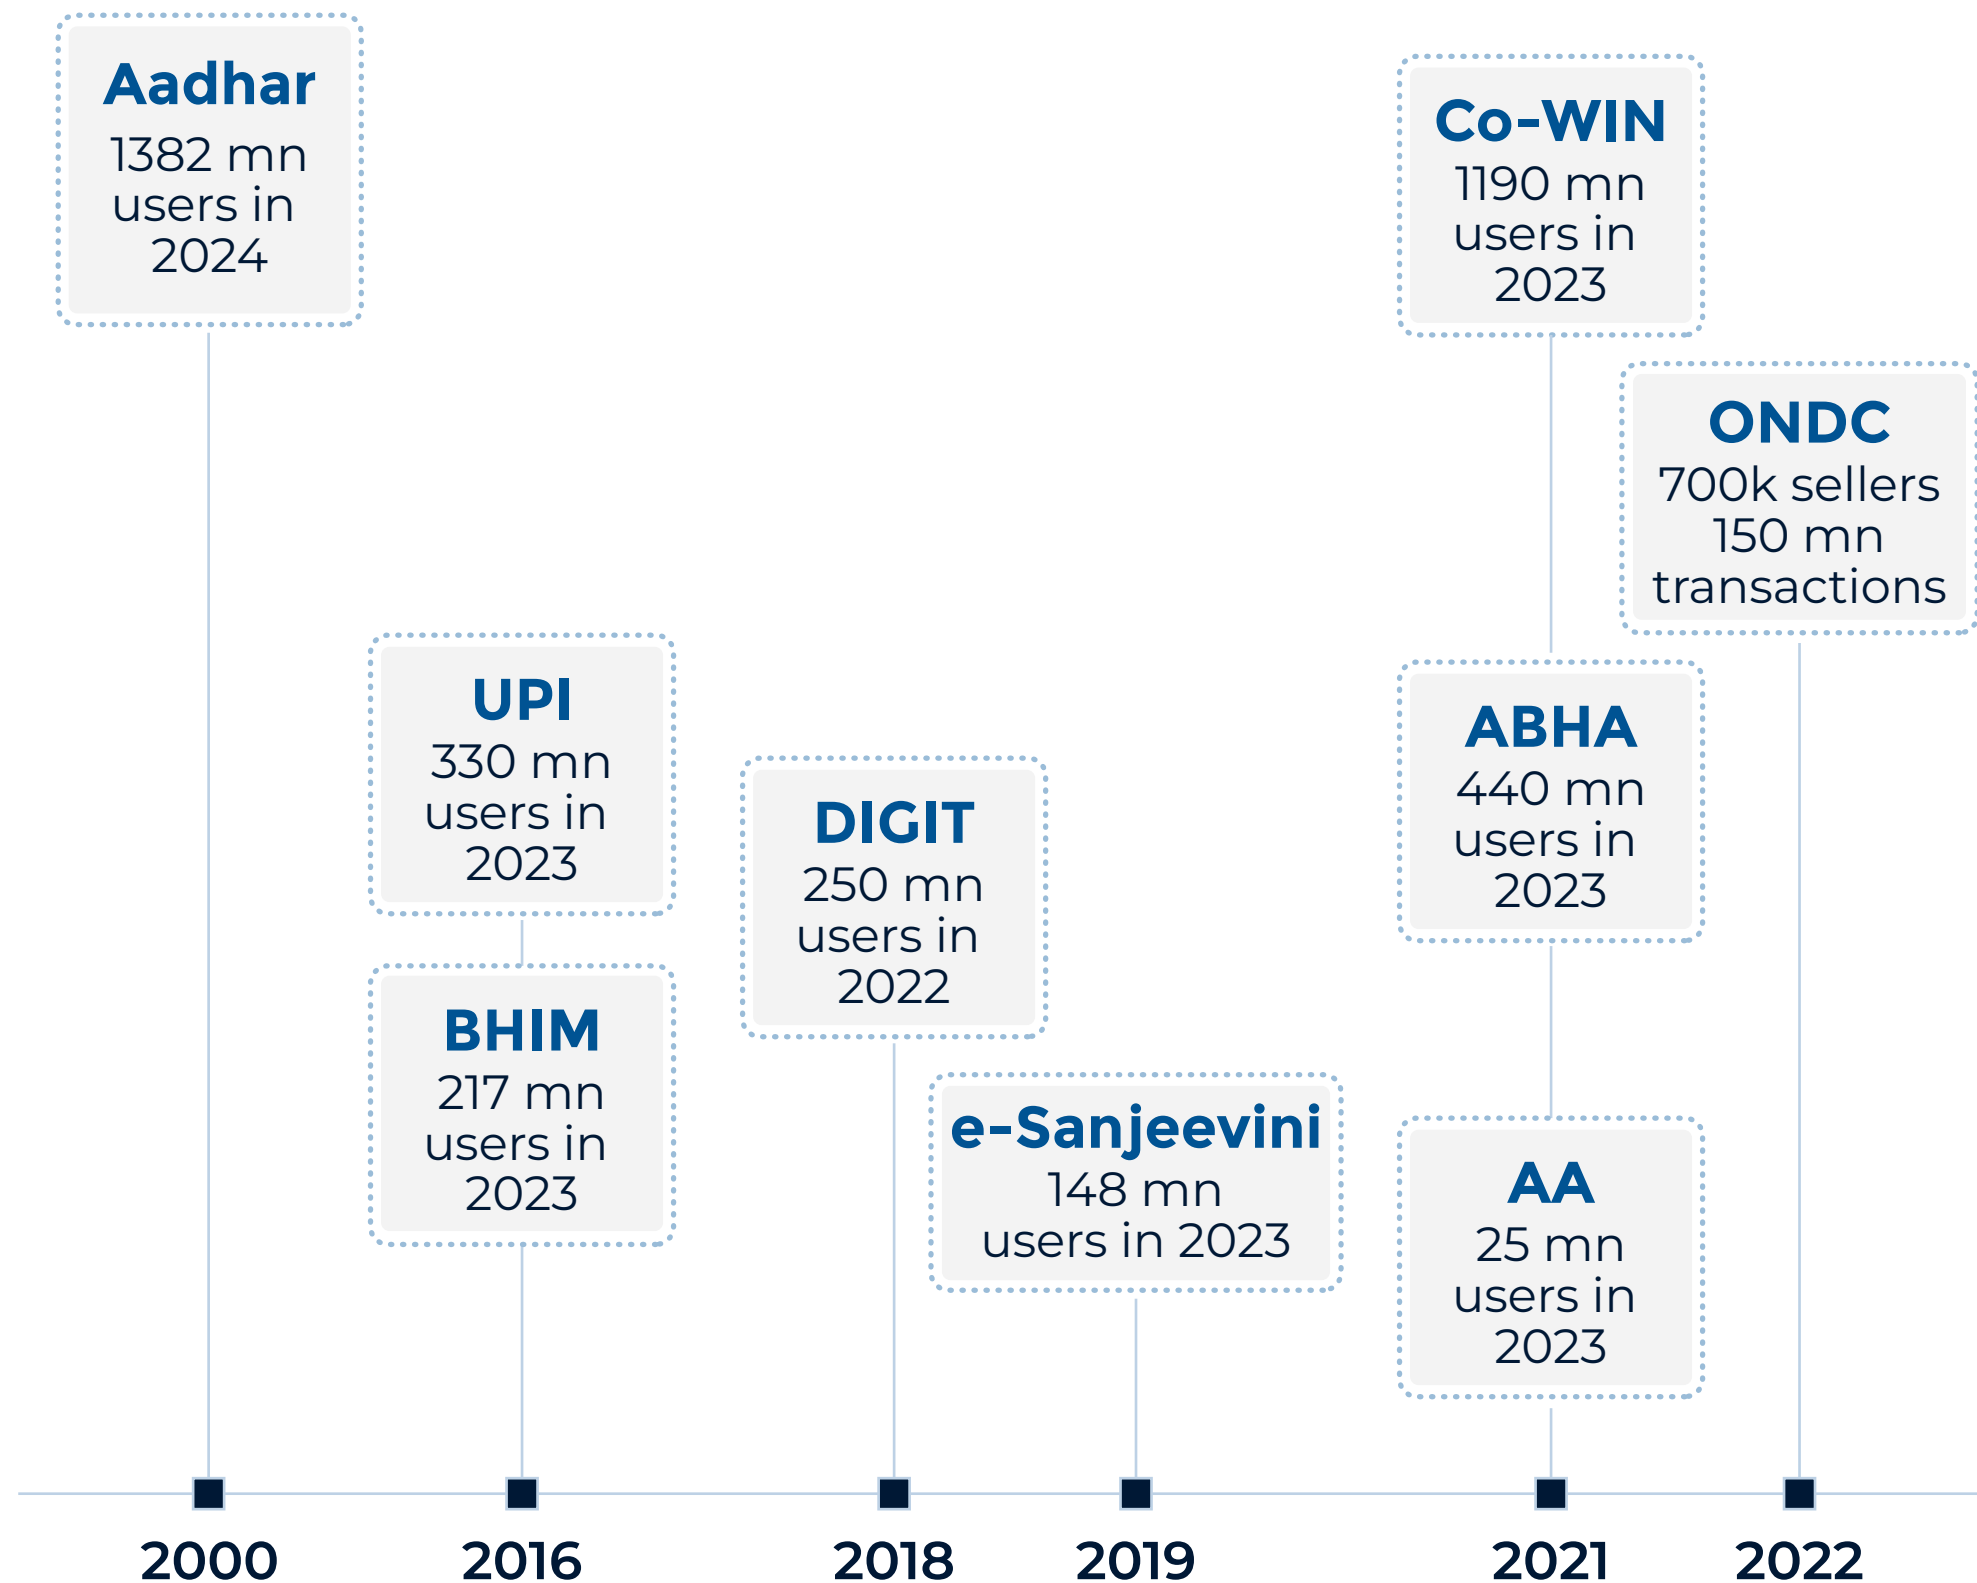 Aadhar
1382 mn
users in
2024
Co-WIN
1190 mn
users in
2023
ONDC
700k sellers
150 mn
transactions
UPI
330 mn
users in
2023
BHIM
217 mn
users in
2023
DIGIT
250 mn
users in
2022
e-Sanjeevini
148 mn
users in 2023
ABHA
440 mn
users in
2023
AA
25 mn
users in
2023
2000
2016
2018
2019
2021
2022